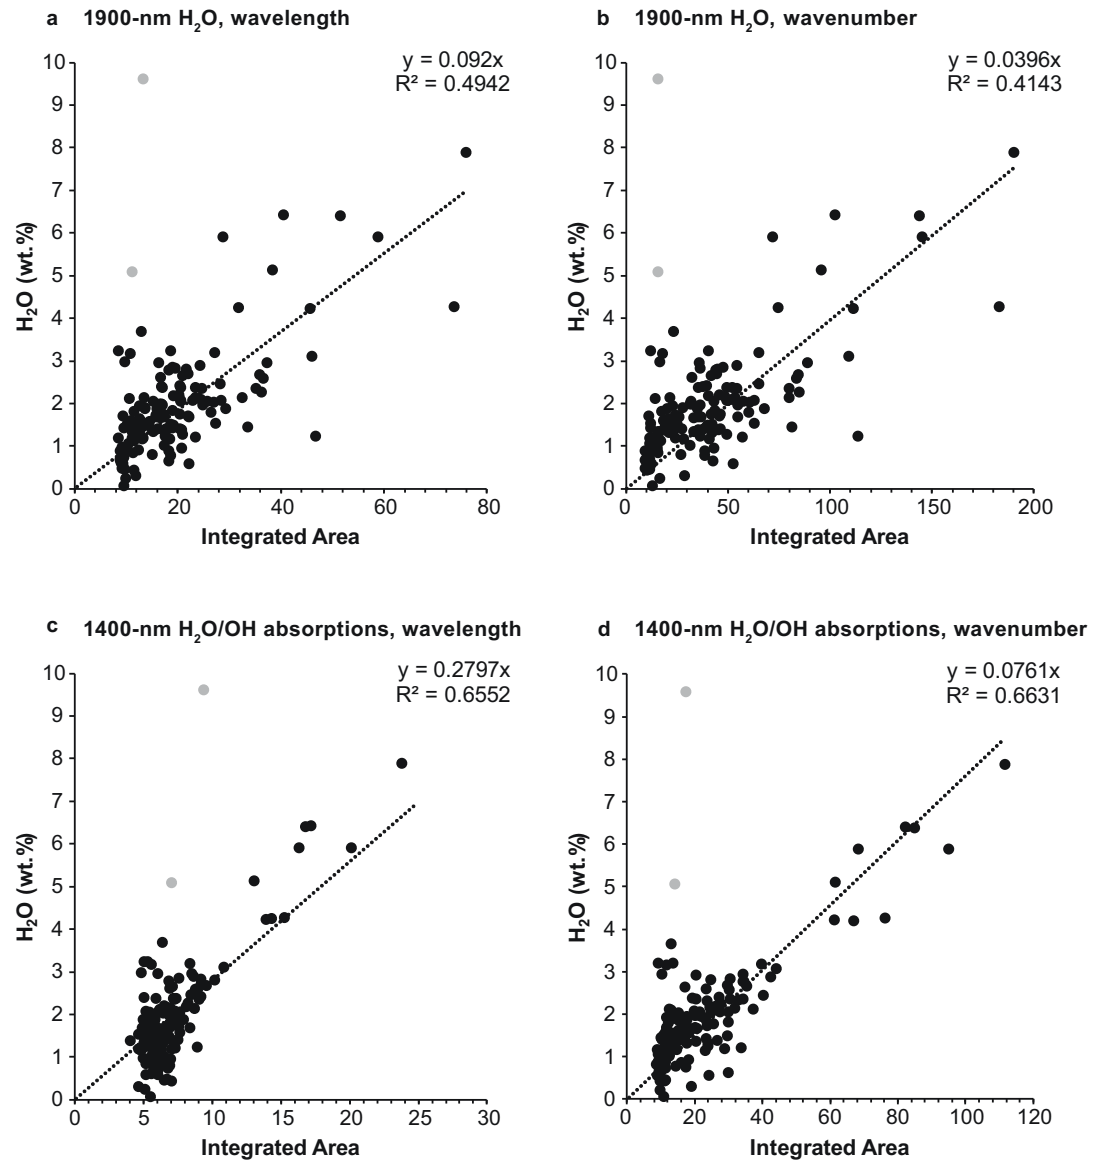 a 1900-nm H₂O, wavelength
y = 0.092x
R² = 0.4942
H₂O (wt.%)
10
9
8
7
6
5
4
3
2
1
0
0 20 40 60 80
Integrated Area
b 1900-nm H₂O, wavenumber
y = 0.0396x
R² = 0.4143
H₂O (wt.%)
10
9
8
7
6
5
4
3
2
1
0
0 50 100 150 200
Integrated Area
c 1400-nm H₂O/OH absorptions, wavelength
y = 0.2797x
R² = 0.6552
H₂O (wt.%)
10
9
8
7
6
5
4
3
2
1
0
0 5 10 15 20 25 30
Integrated Area
d 1400-nm H₂O/OH absorptions, wavenumber
y = 0.0761x
R² = 0.6631
H₂O (wt.%)
10
9
8
7
6
5
4
3
2
1
0
0 20 40 60 80 100 120
Integrated Area